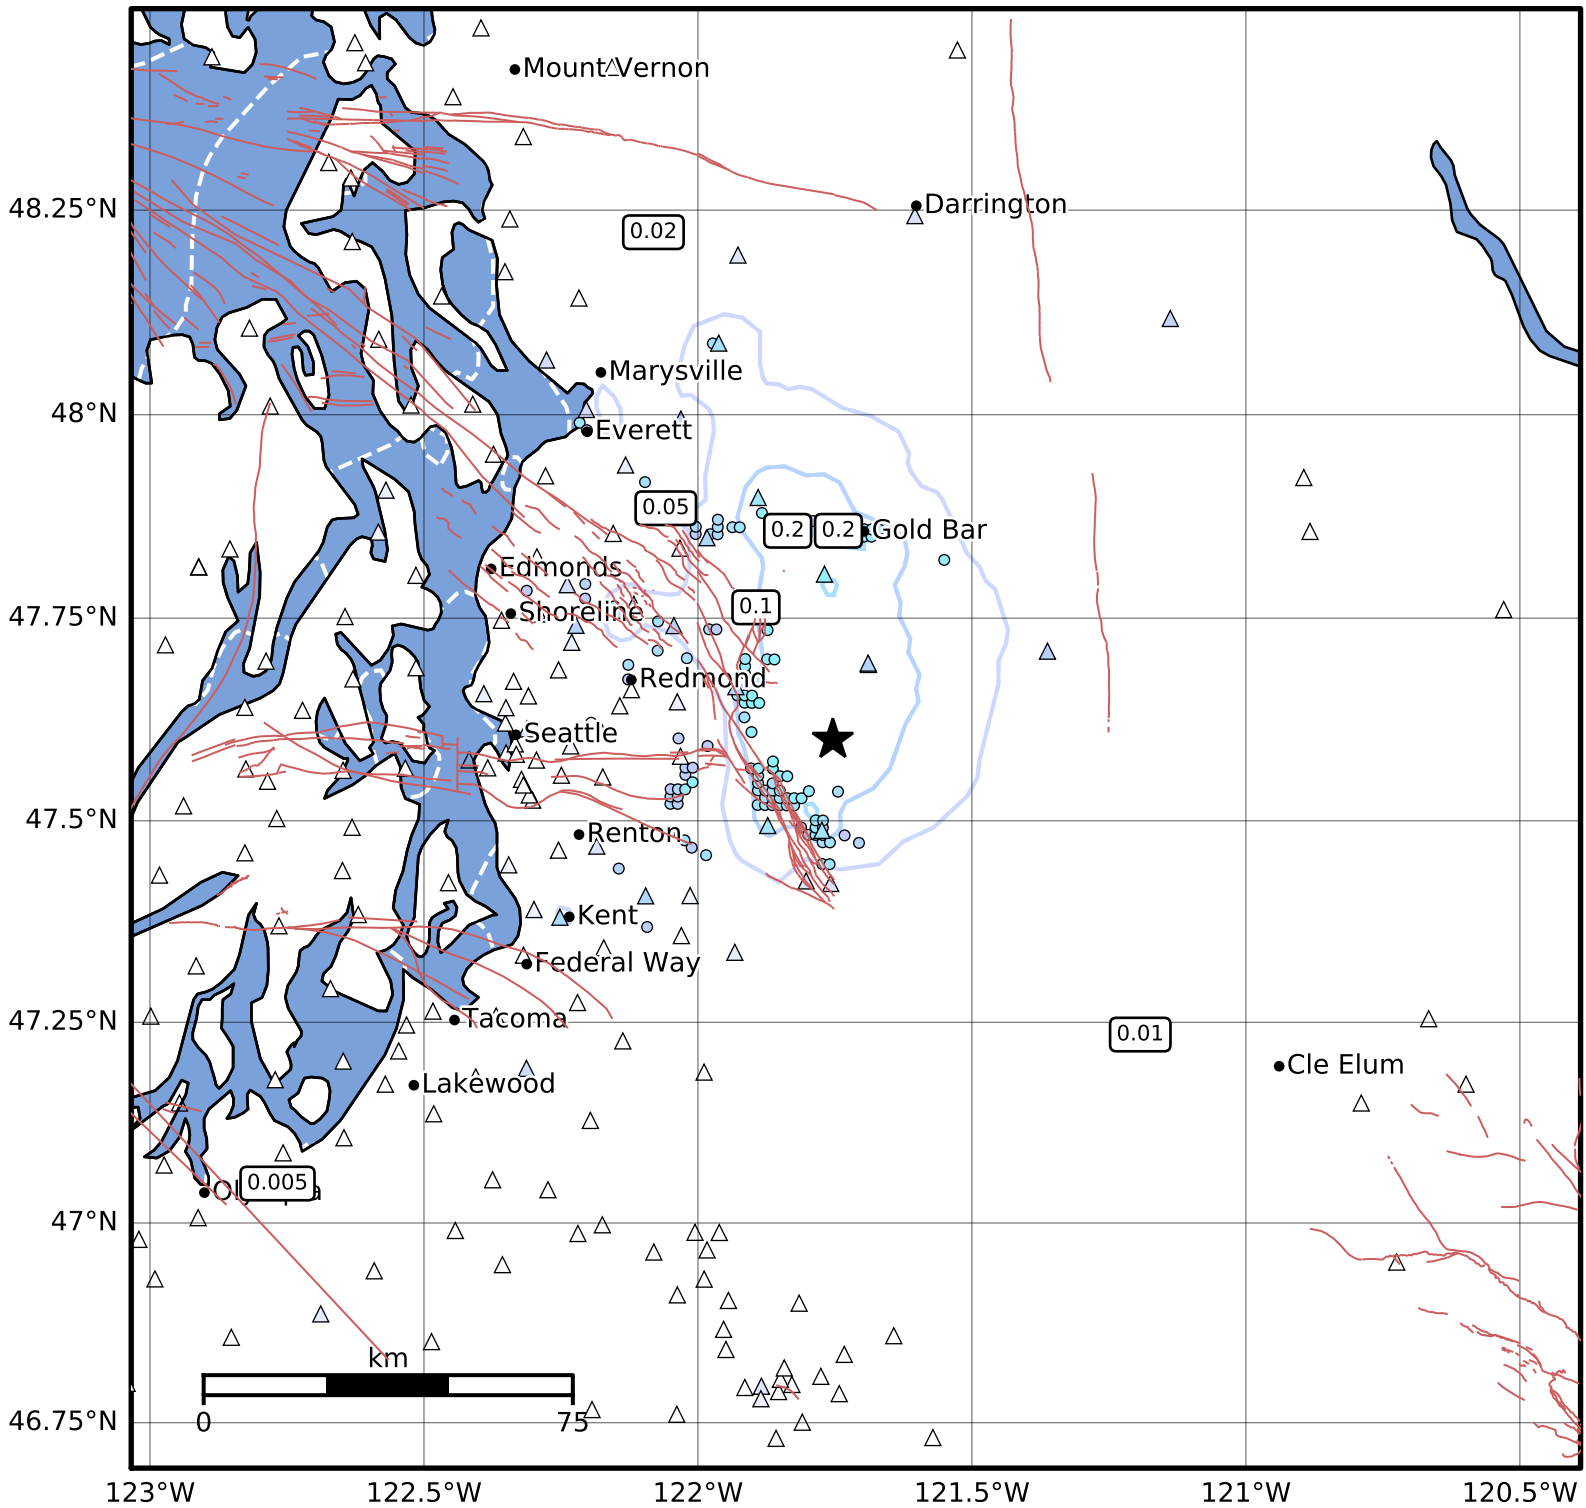 Mount Vernon
48.25°N
Darrington
0.02
Marysville
48°N
Everett
0.05
0.2
0.2
Gold Bar
Edmonds
0.1
47.75°N
Shoreline
Redmond
Seattle
47.5°N
Renton
Kent
Federal Way
47.25°N
Tacoma
0.01
Cle Elum
Lakewood
0.005
47°N
km
0
75
46.75°N
123°W
122.5°W
122°W
121.5°W
121°W
120.5°W